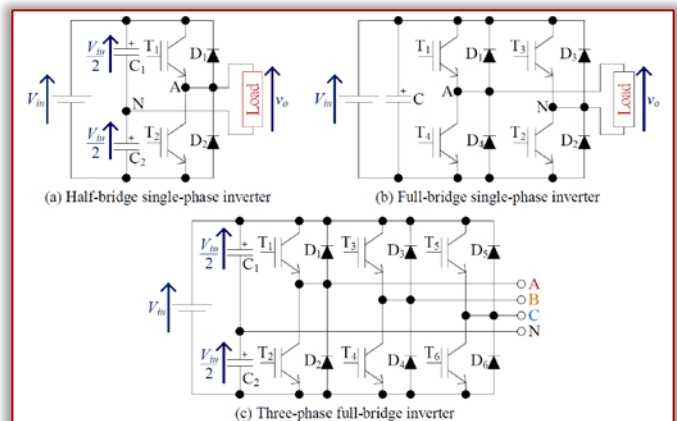 V_in
V_in/2
C_1
T_1
D_1
A
N
Load
v_o
V_in/2
C_2
T_2
D_2
(a) Half-bridge single-phase inverter
V_in
C
T_1
D_1
T_3
D_3
A
N
Load
v_o
T_4
D_4
T_2
D_2
(b) Full-bridge single-phase inverter
V_in
V_in/2
C_1
T_1
D_1
T_3
D_3
T_5
D_5
A
B
C
N
V_in/2
C_2
T_2
D_2
T_4
D_4
T_6
D_6
(c) Three-phase full-bridge inverter